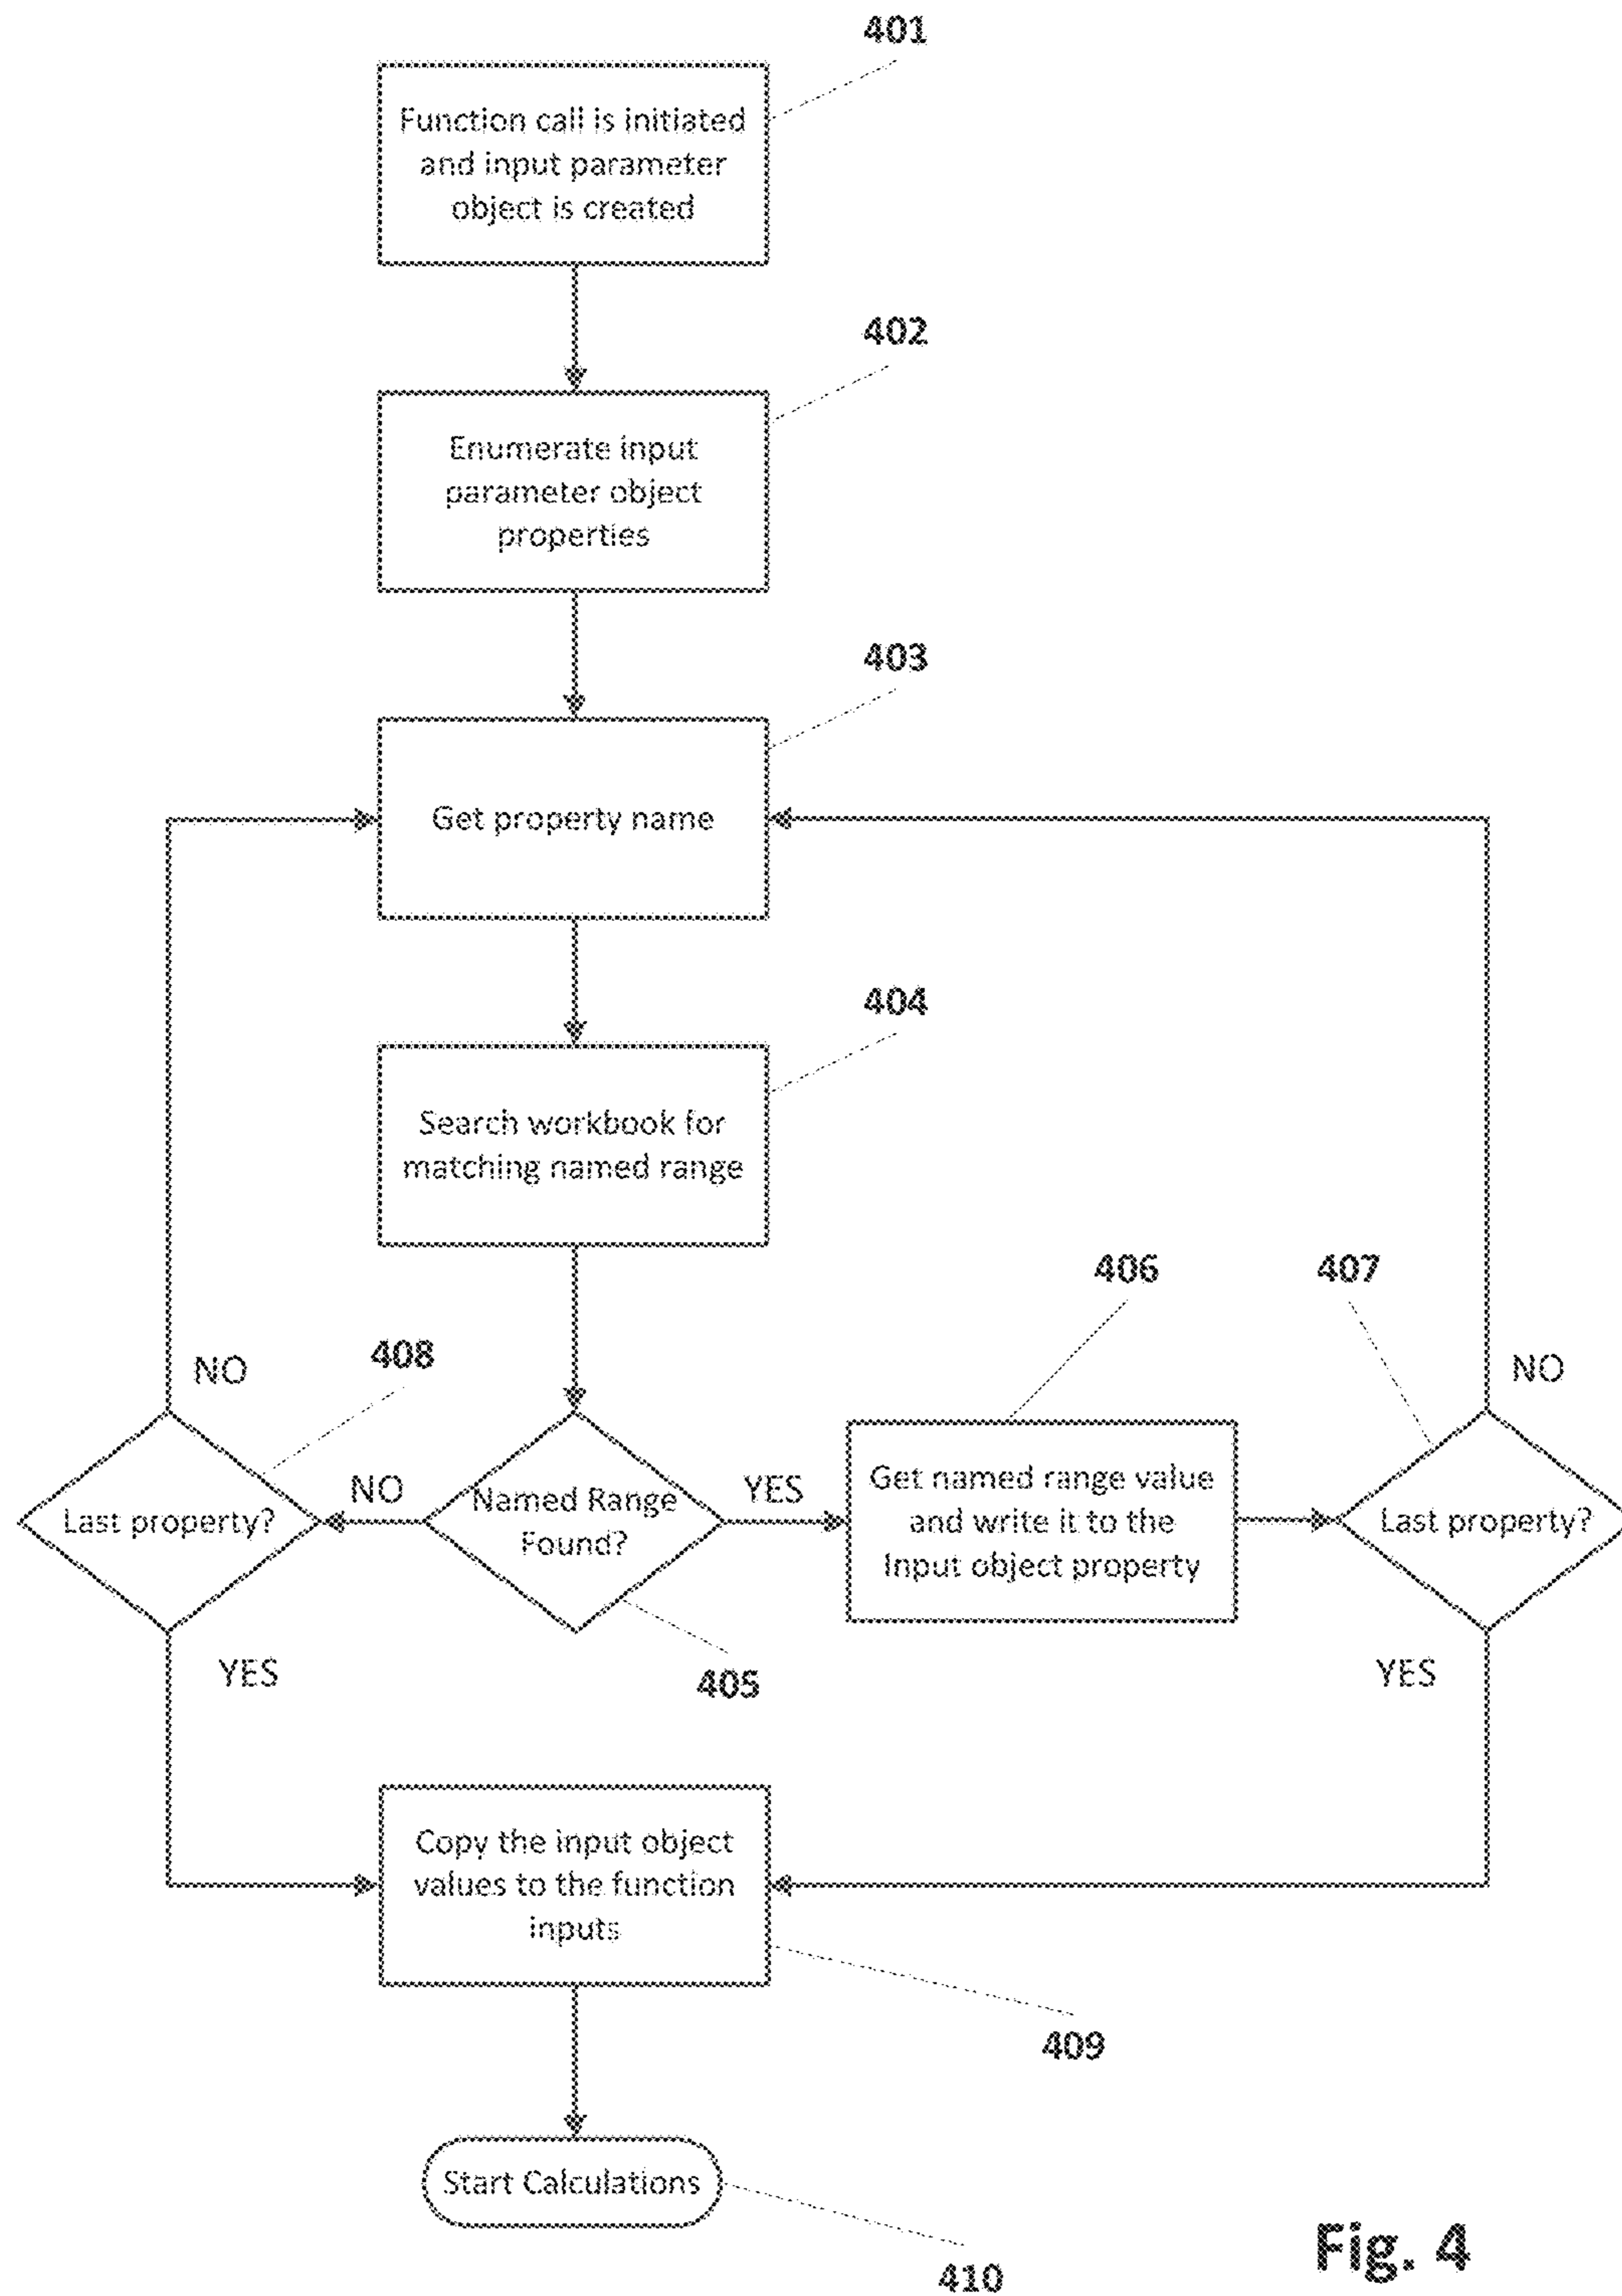 401
Function call is initiated
and input parameter
object is created
402
Enumerate input
parameter object
properties
403
Get property name
404
Search workbook for
matching named range
406
407
408
NO
NO
Last property?
NO
Named Range
Found?
YES
Get named range value
and write it to the
Input object property
Last property?
405
YES
YES
Copy the input object
values to the function
inputs
409
Start Calculations
410
Fig. 4